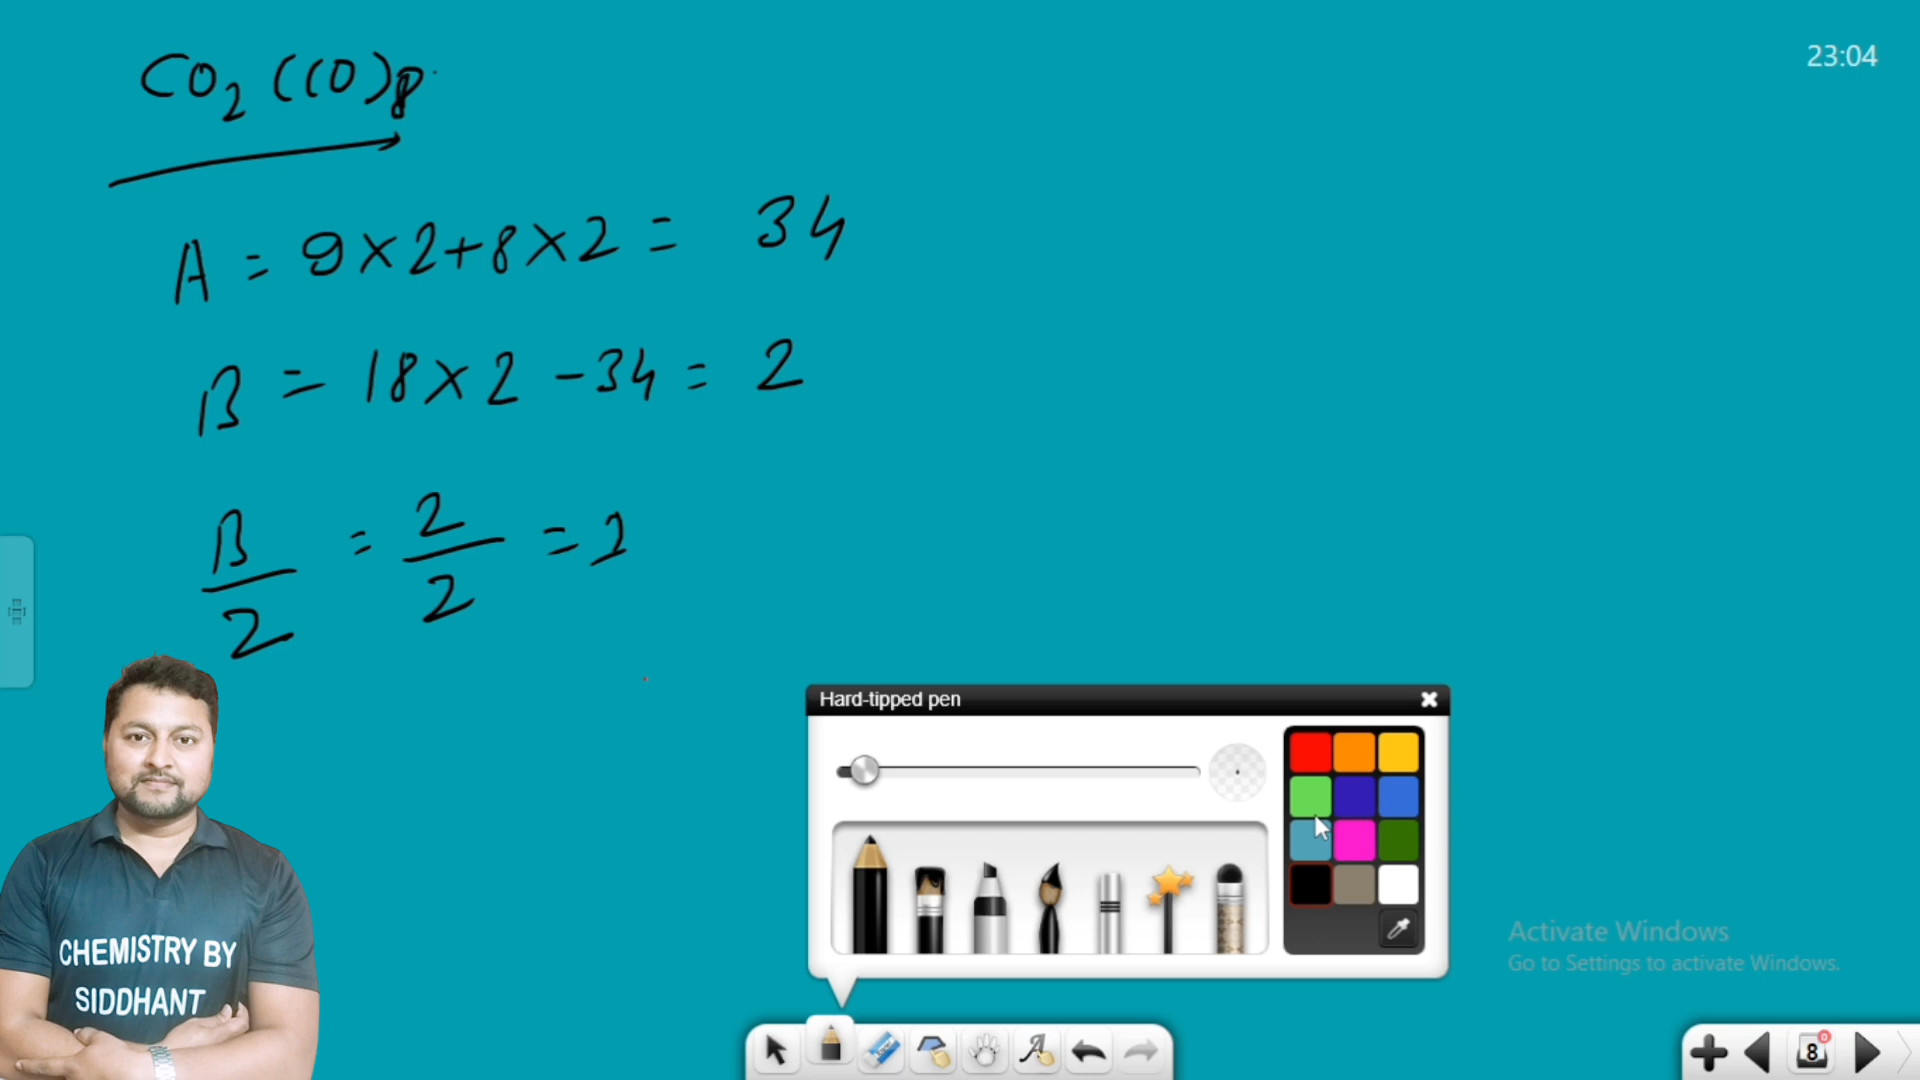 CO₂ (CO)₈
23:04
A = 9×2+8×2 = 34
B = 18×2 -34 = 2
B/2 = 2/2 = 1
Hard-tipped pen
CHEMISTRY BY
SIDDHANT
Activate Windows
Go to Settings to activate Windows.
8
0